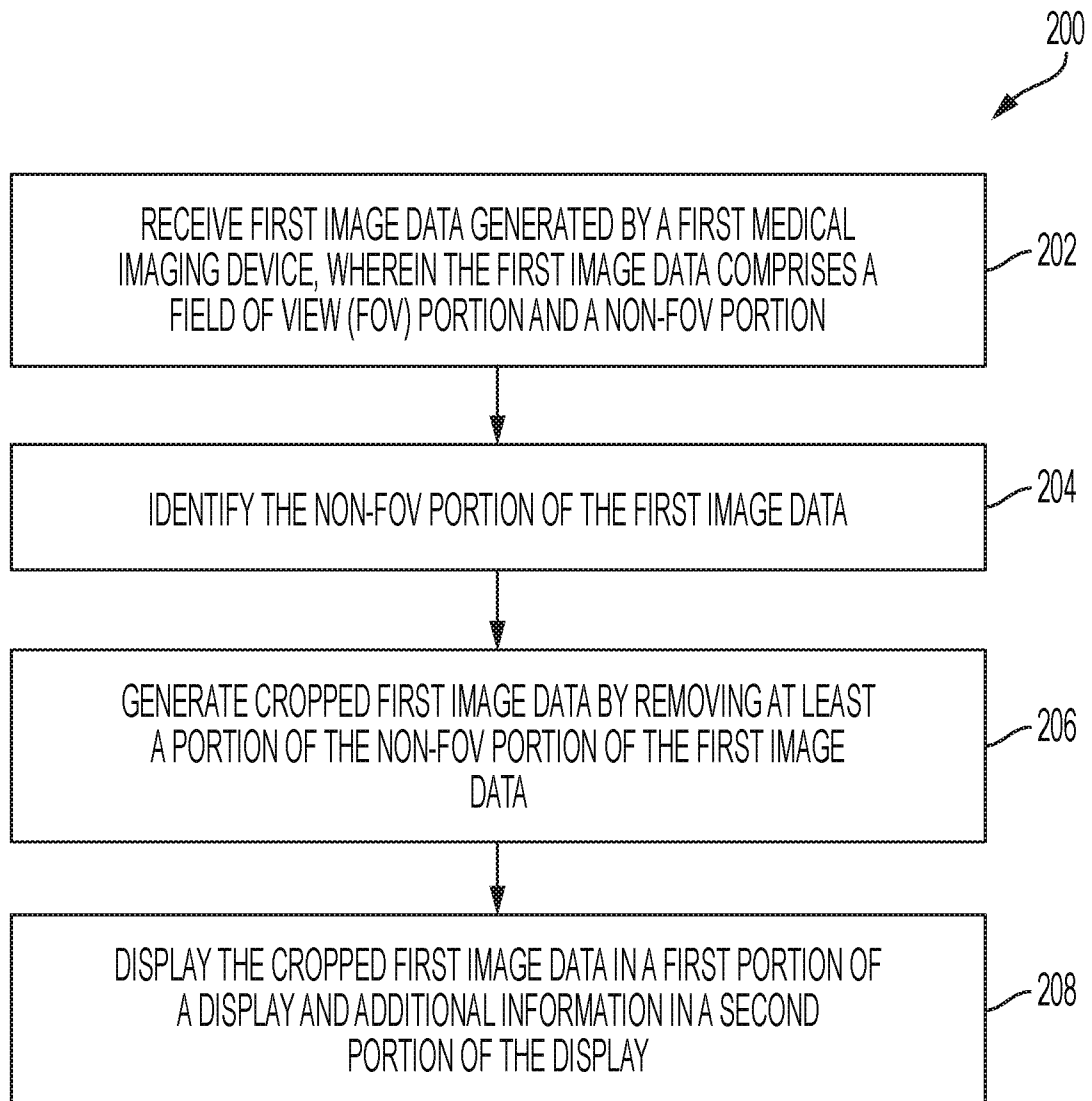 200
RECEIVE FIRST IMAGE DATA GENERATED BY A FIRST MEDICAL
IMAGING DEVICE, WHEREIN THE FIRST IMAGE DATA COMPRISES A
FIELD OF VIEW (FOV) PORTION AND A NON-FOV PORTION
202
IDENTIFY THE NON-FOV PORTION OF THE FIRST IMAGE DATA
204
GENERATE CROPPED FIRST IMAGE DATA BY REMOVING AT LEAST
A PORTION OF THE NON-FOV PORTION OF THE FIRST IMAGE
DATA
206
DISPLAY THE CROPPED FIRST IMAGE DATA IN A FIRST PORTION OF
A DISPLAY AND ADDITIONAL INFORMATION IN A SECOND
PORTION OF THE DISPLAY
208